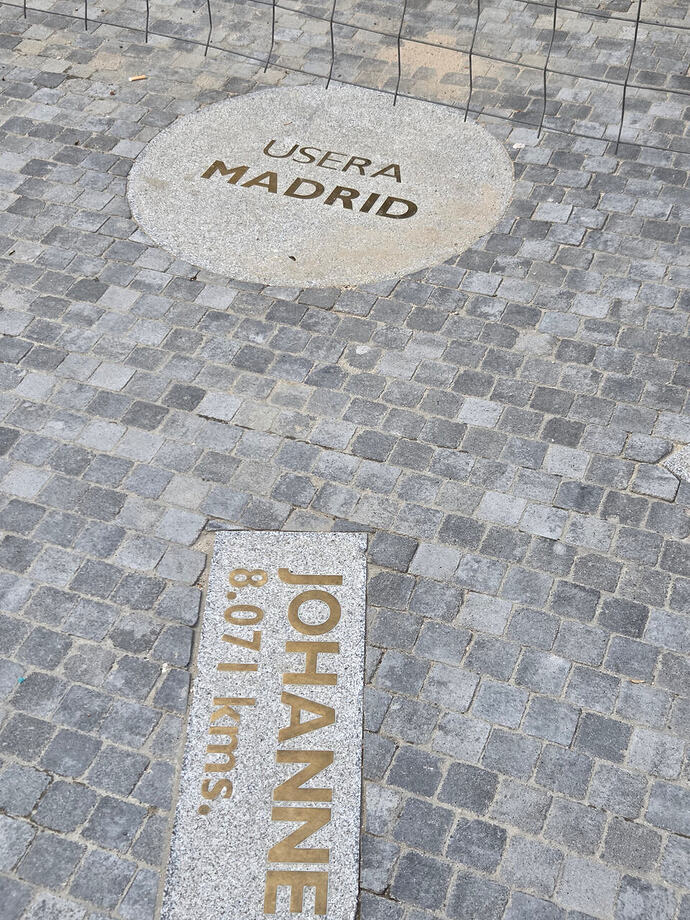 USERA
MADRID
JOHANNE
8.071 kms.